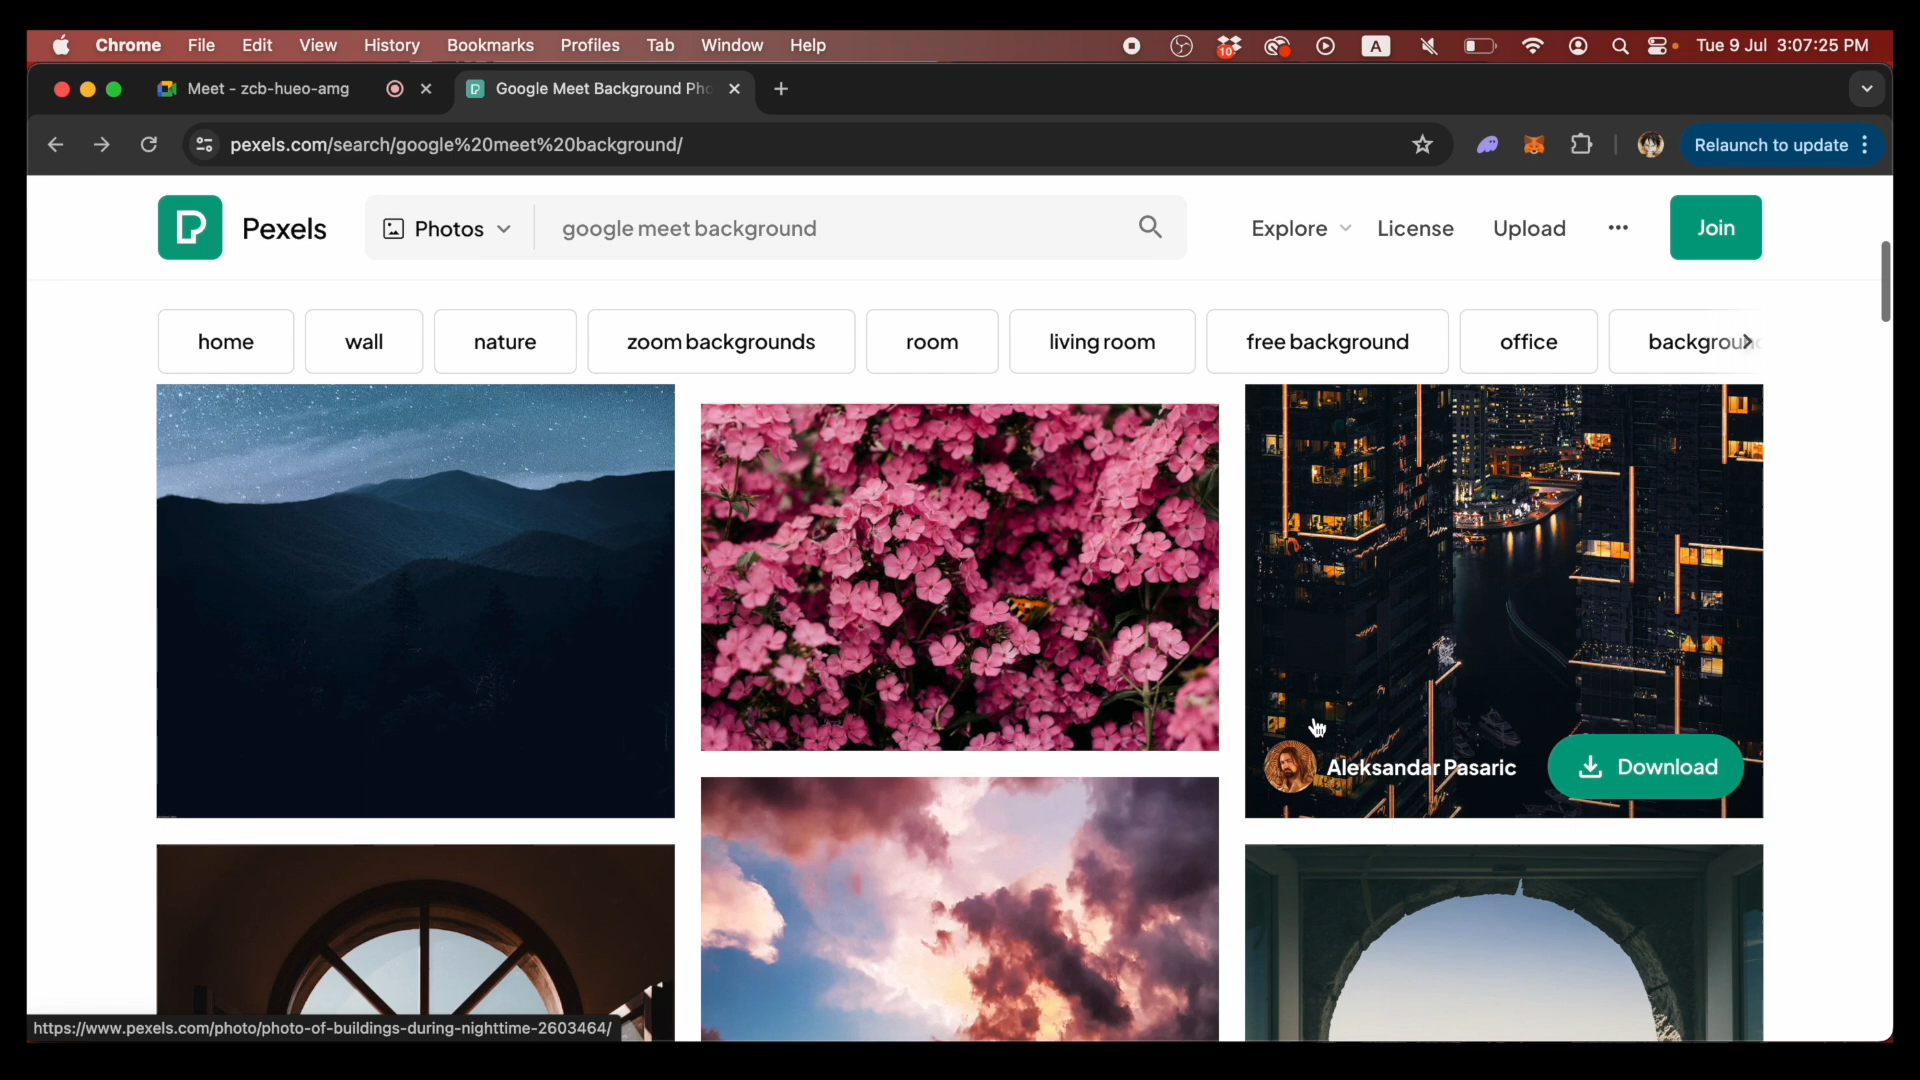 Chrome File Edit View History Bookmarks Profiles Tab Window Help 10 A Tue 9 Jul 3:07:25 PM
Meet - zcb-hueo-amg Google Meet Background Pho
pexels.com/search/google%20meet%20background/ Relaunch to update
Pexels Photos google meet background Explore License Upload Join
home wall nature zoom backgrounds room living room free background office background
Aleksandar Pasaric Download
https://www.pexels.com/photo/photo-of-buildings-during-nighttime-2603464/